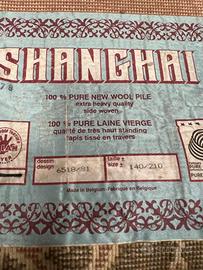 SHANGHAI
78
100 % PURE NEW WOOL PILE
extra heavy quality
side woven
100 % PURE LAINE VIERGE
qualité de très haut standing
tapis tissé en travers
dessin
design
6518/81
taille ±
size ±
140/210
Made in Belgium - Fabriqué en Belgique